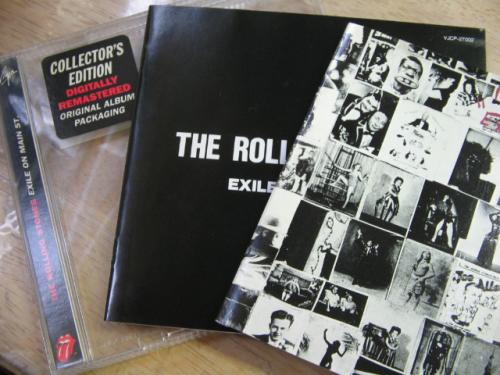 COLLECTOR'S
EDITION
DIGITALLY
REMASTERED
ORIGINAL ALBUM
PACKAGING
THE ROLLING STONES EXILE ON MAIN ST
THE ROLL
EXILE
VJCP-27002